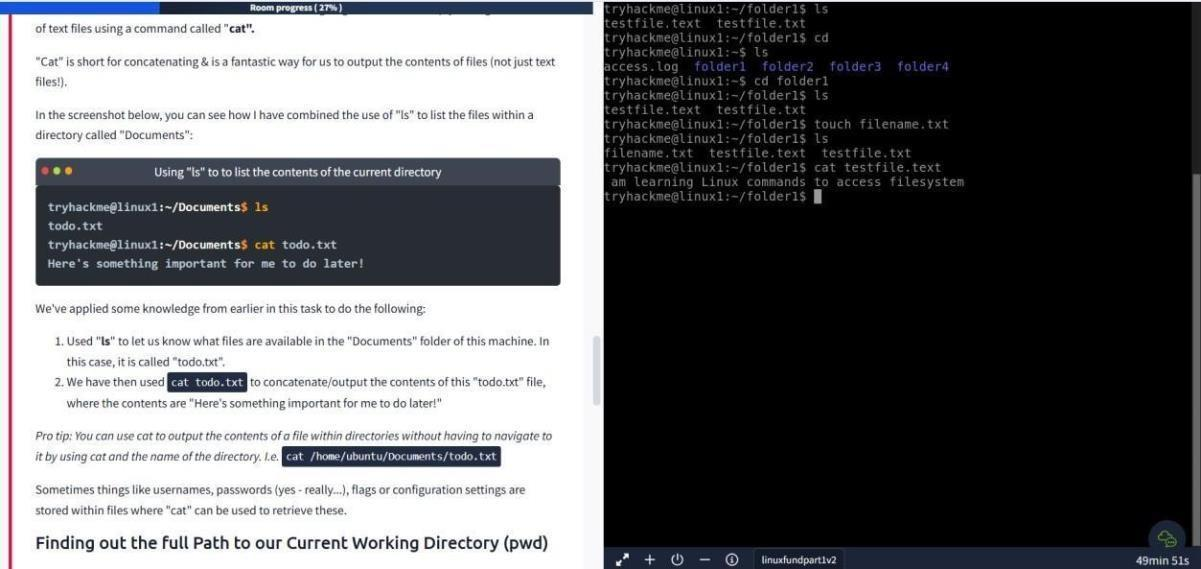 Room progress ( 27% )
of text files using a command called "cat".
"Cat" is short for concatenating & is a fantastic way for us to output the contents of files (not just text
files!).
In the screenshot below, you can see how I have combined the use of "ls" to list the files within a
directory called "Documents":
Using "ls" to to list the contents of the current directory
tryhackme@linux1:~/Documents$ ls
todo.txt
tryhackme@linux1:~/Documents$ cat todo.txt
Here's something important for me to do later!
We've applied some knowledge from earlier in this task to do the following:
1. Used "ls" to let us know what files are available in the "Documents" folder of this machine. In
this case, it is called "todo.txt".
2. We have then used cat todo.txt to concatenate/output the contents of this "todo.txt" file,
where the contents are "Here's something important for me to do later!"
Pro tip: You can use cat to output the contents of a file within directories without having to navigate to
it by using cat and the name of the directory. I.e. cat /home/ubuntu/Documents/todo.txt
Sometimes things like usernames, passwords (yes - really...), flags or configuration settings are
stored within files where "cat" can be used to retrieve these.
Finding out the full Path to our Current Working Directory (pwd)
tryhackme@linux1:~/folder1$ ls
testfile.text testfile.txt
tryhackme@linux1:~/folder1$ cd
tryhackme@linux1:~$ ls
access.log folder1 folder2 folder3 folder4
tryhackme@linux1:~$ cd folder1
tryhackme@linux1:~/folder1$ ls
testfile.text testfile.txt
tryhackme@linux1:~/folder1$ touch filename.txt
tryhackme@linux1:~/folder1$ ls
filename.txt testfile.text testfile.txt
tryhackme@linux1:~/folder1$ cat testfile.text
am learning Linux commands to access filesystem
tryhackme@linux1:~/folder1$
linuxfundpart1v2
49min 51s